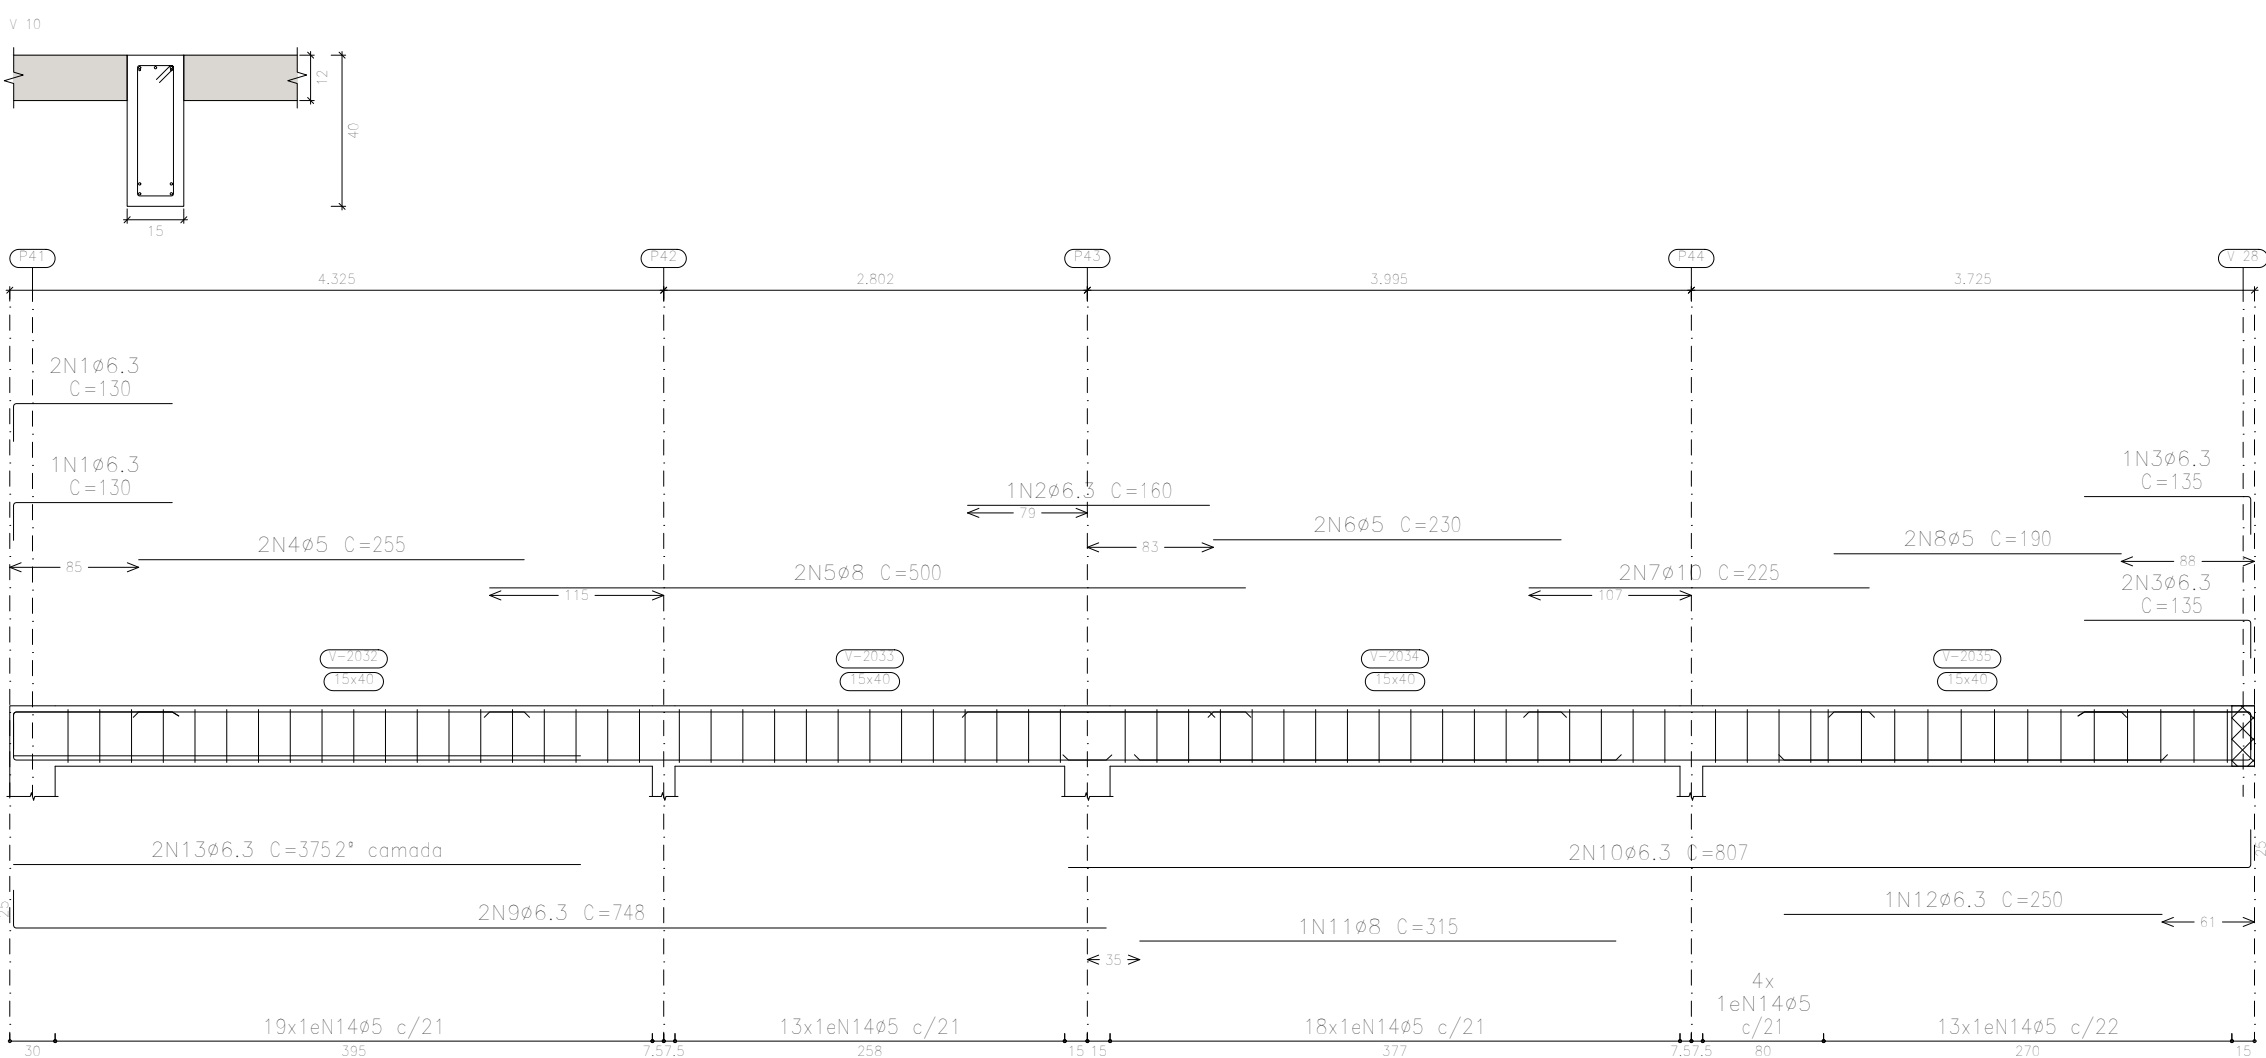 V 10
12
40
15
P41
P42
P43
P44
V 28
4.325
2.802
3.995
3.725
2N1ø6.3
C=130
1N1ø6.3
C=130
1N2ø6.3 C=160
79
1N3ø6.3
C=135
2N6ø5 C=230
83
2N4ø5 C=255
85
2N8ø5 C=190
88
2N5ø8 C=500
115
2N7ø10 C=225
107
2N3ø6.3
C=135
V-2032
15x40
V-2033
15x40
V-2034
15x40
V-2035
15x40
2N13ø6.3 C=375 2ª camada
2N10ø6.3 C=807
25
25
2N9ø6.3 C=748
1N12ø6.3 C=250
61
1N11ø8 C=315
35
4x
1eN14ø5
c/21
19x1eN14ø5 c/21
13x1eN14ø5 c/21
18x1eN14ø5 c/21
13x1eN14ø5 c/22
30
395
7.5
7.5
258
15
15
377
7.5
7.5
80
270
15